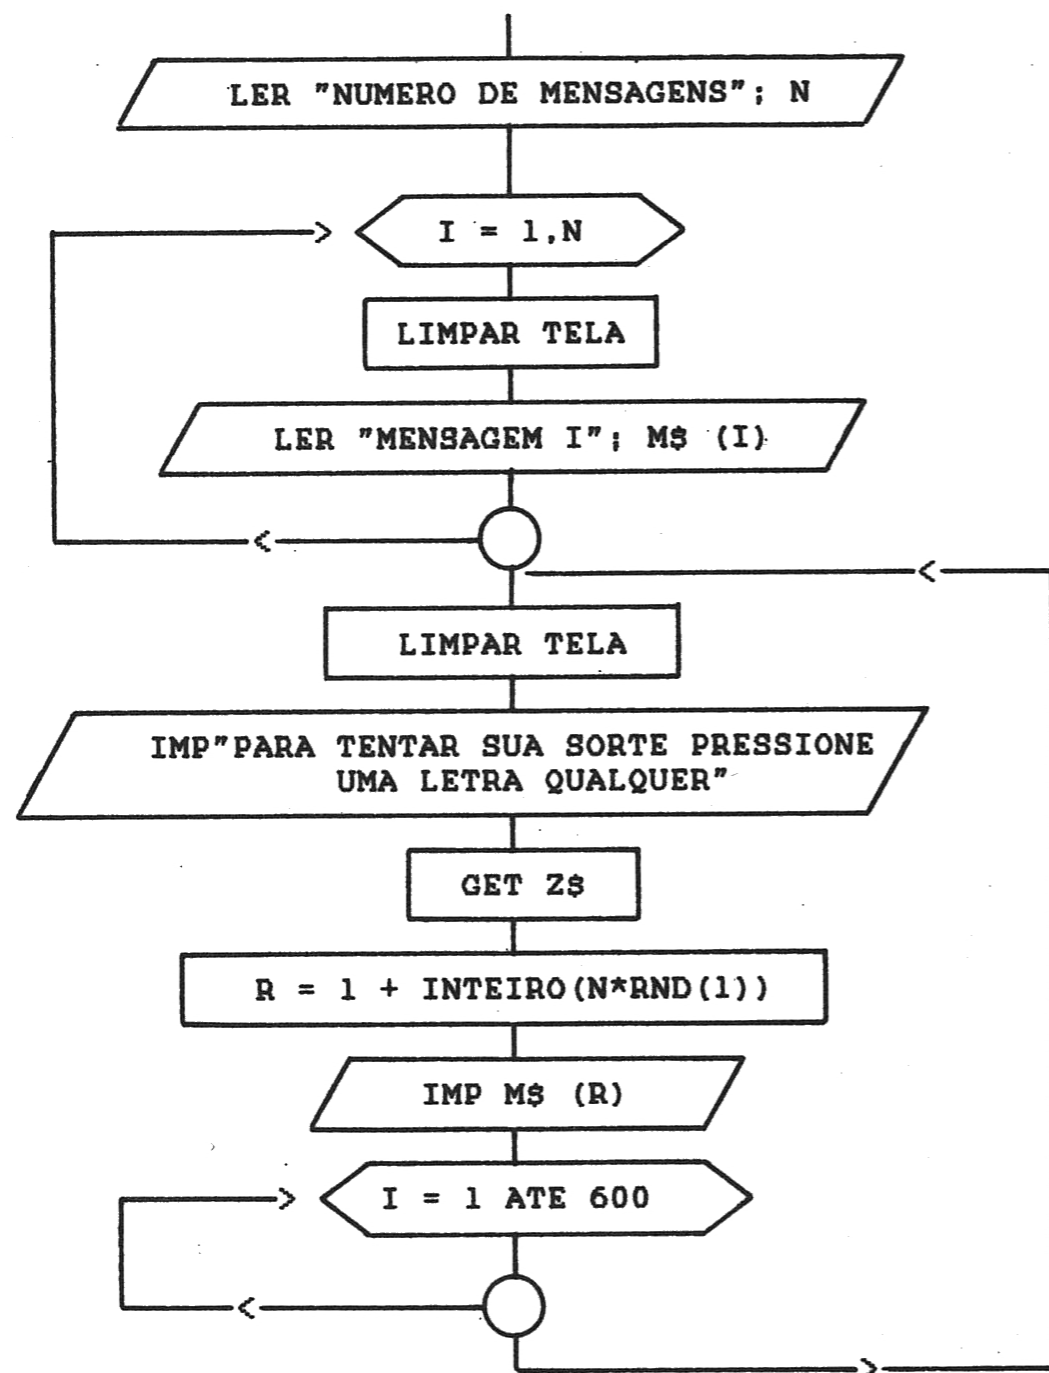 LER "NUMERO DE MENSAGENS"; N
I = 1,N
LIMPAR TELA
LER "MENSAGEM I"; M$ (I)
LIMPAR TELA
IMP"PARA TENTAR SUA SORTE PRESSIONE
UMA LETRA QUALQUER"
GET Z$
R = 1 + INTEIRO(N*RND(1))
IMP M$ (R)
I = 1 ATE 600